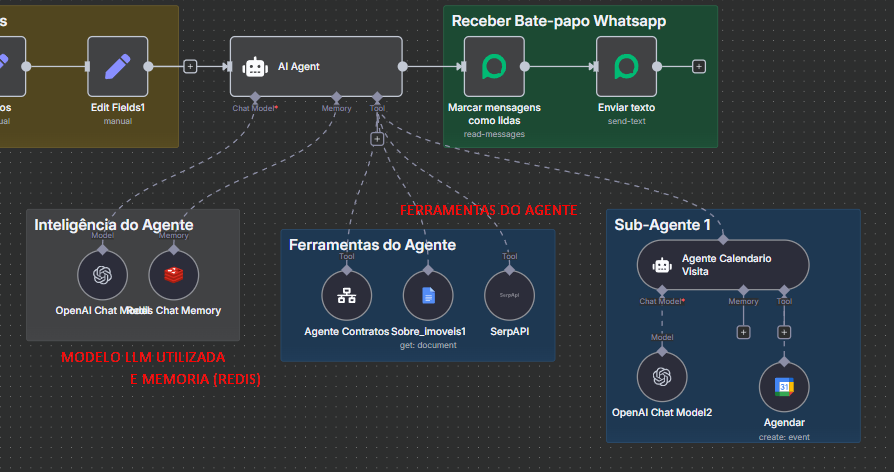 s
Receber Bate-papo Whatsapp
AI Agent
os
ual
Edit Fields1
manual
Chat Model*
Memory
Tool
Marcar mensagens
como lidas
read-messages
Enviar texto
send-text
FERRAMENTAS DO AGENTE
Inteligência do Agente
Model
Memory
OpenAI Chat Model
Redis Chat Memory
MODELO LLM UTILIZADA
E MEMORIA (REDIS)
Ferramentas do Agente
Tool
Tool
Agente Contratos
Sobre_Imoveis1
get: document
SerpApi
SerpAPI
Sub-Agente 1
Agente Calendario
Visita
Chat Model*
Memory
Tool
Model
OpenAI Chat Model2
31
Agendar
create: event